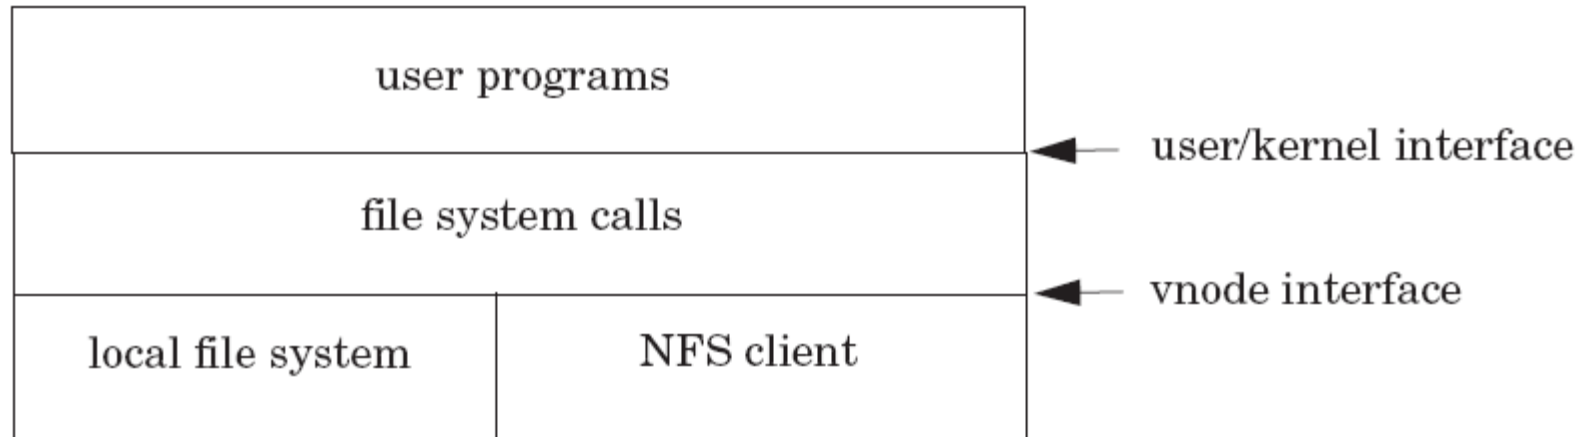 user programs
user/kernel interface
file system calls
vnode interface
local file system
NFS client